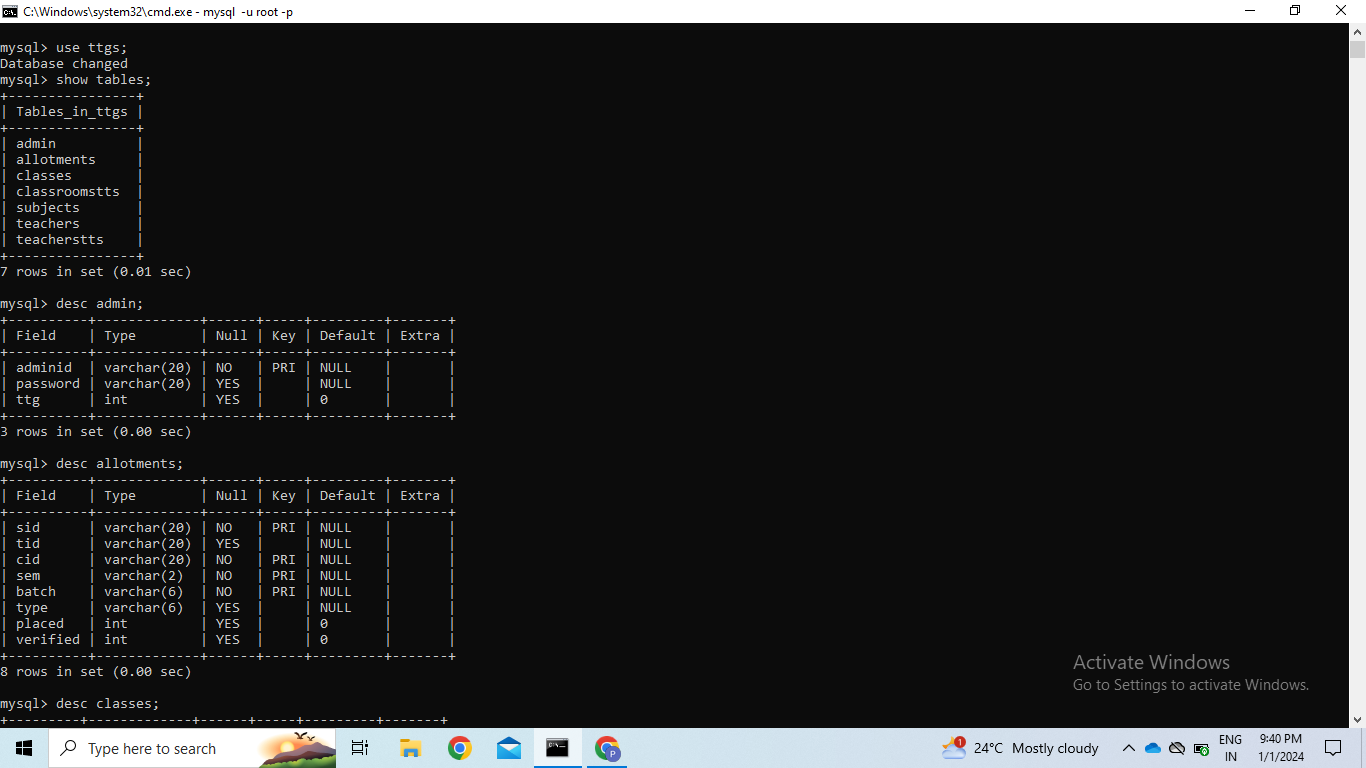 C:\Windows\system32\cmd.exe - mysql  -u root -p
mysql> use ttgs;
Database changed
mysql> show tables;
+----------------+
| Tables_in_ttgs |
+----------------+
| admin          |
| allotments     |
| classes        |
| classroomstts  |
| subjects       |
| teachers       |
| teacherstts    |
+----------------+
7 rows in set (0.01 sec)
mysql> desc admin;
+----------+-------------+------+-----+---------+-------+
| Field    | Type        | Null | Key | Default | Extra |
+----------+-------------+------+-----+---------+-------+
| adminid  | varchar(20) | NO   | PRI | NULL    |       |
| password | varchar(20) | YES  |     | NULL    |       |
| ttg      | int         | YES  |     | 0       |       |
+----------+-------------+------+-----+---------+-------+
3 rows in set (0.00 sec)
mysql> desc allotments;
+----------+-------------+------+-----+---------+-------+
| Field    | Type        | Null | Key | Default | Extra |
+----------+-------------+------+-----+---------+-------+
| sid      | varchar(20) | NO   | PRI | NULL    |       |
| tid      | varchar(20) | YES  |     | NULL    |       |
| cid      | varchar(20) | NO   | PRI | NULL    |       |
| sem      | varchar(2)  | NO   | PRI | NULL    |       |
| batch    | varchar(6)  | NO   | PRI | NULL    |       |
| type     | varchar(6)  | YES  |     | NULL    |       |
| placed   | int         | YES  |     | 0       |       |
| verified | int         | YES  |     | 0       |       |
+----------+-------------+------+-----+---------+-------+
8 rows in set (0.00 sec)
mysql> desc classes;
+---------+-------------+------+-----+---------+-------+
Activate Windows
Go to Settings to activate Windows.
Type here to search
P
1
24°C Mostly cloudy
ENG
IN
9:40 PM
1/1/2024